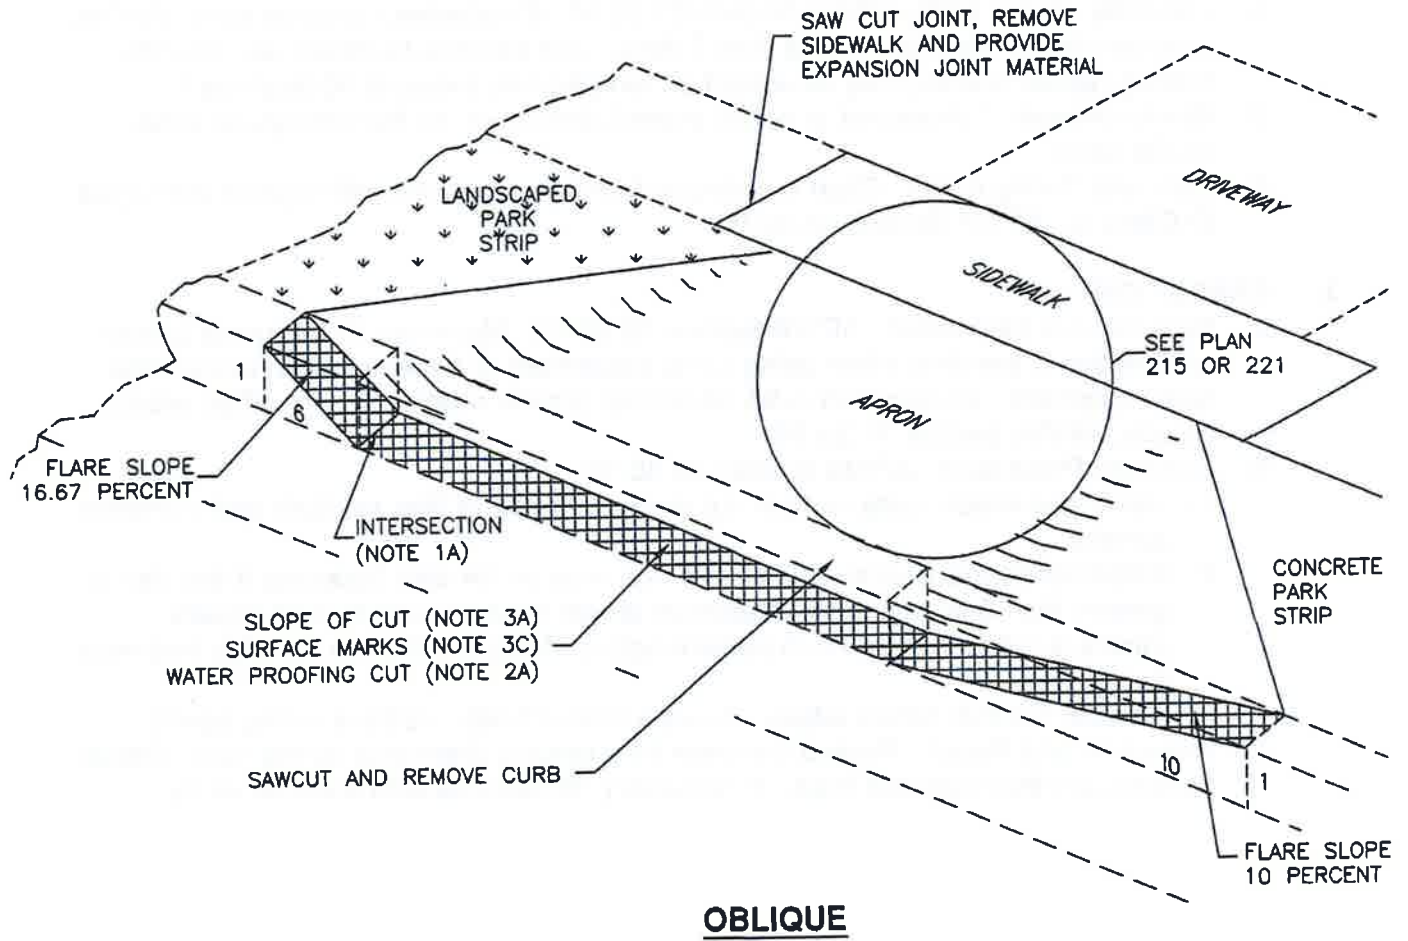 SAW CUT JOINT, REMOVE
SIDEWALK AND PROVIDE
EXPANSION JOINT MATERIAL
DRIVEWAY
LANDSCAPED
PARK
STRIP
SIDEWALK
SEE PLAN
215 OR 221
APRON
1
6
FLARE SLOPE
16.67 PERCENT
INTERSECTION
(NOTE 1A)
CONCRETE
PARK
STRIP
SLOPE OF CUT (NOTE 3A)
SURFACE MARKS (NOTE 3C)
WATER PROOFING CUT (NOTE 2A)
SAWCUT AND REMOVE CURB
10
1
FLARE SLOPE
10 PERCENT
OBLIQUE